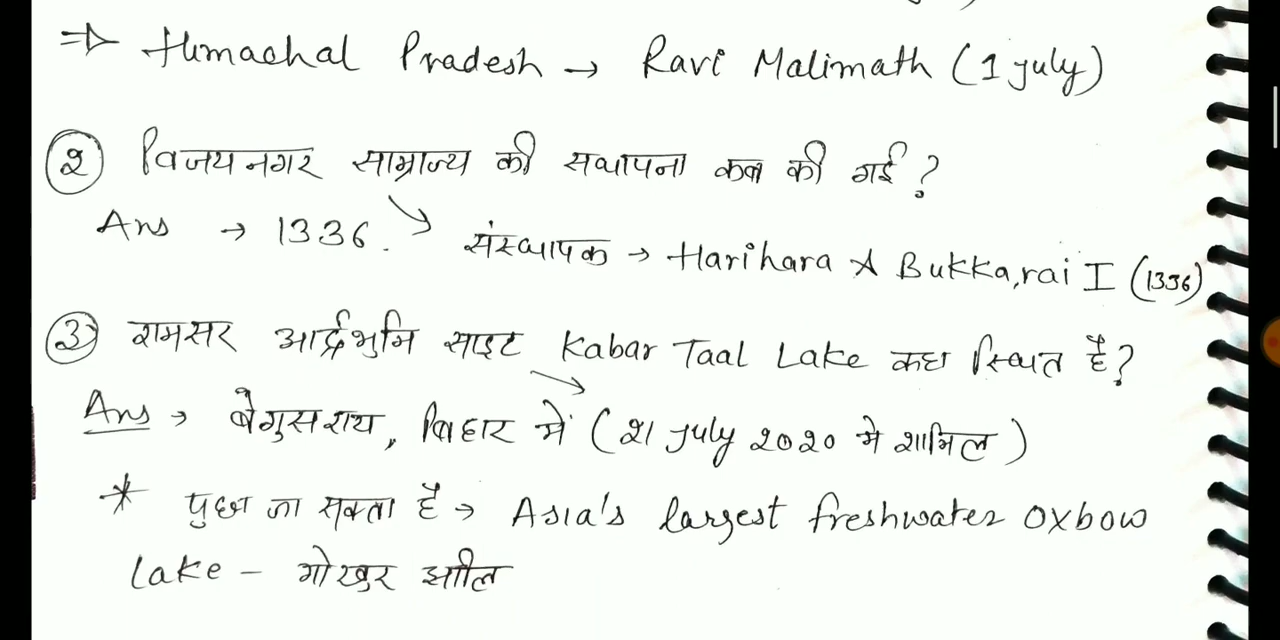 ⇒ Himachal Pradesh → Ravi Malimath (1 july)
② विजयनगर साम्राज्य की सथापना कब की गई ?
Ans → 1336. ↘ संस्थापक → Harihara & Bukka,rai I (1336)
③ रामसर आर्द्रभुमि साइट Kabar Taal Lake कहा स्थित है?
Ans → बेगुसराय, बिहार में (21 july 2020 मे शामिल)
* पुछा जा सकता है → Asia's largest freshwater oxbow
lake - गोखुर झील